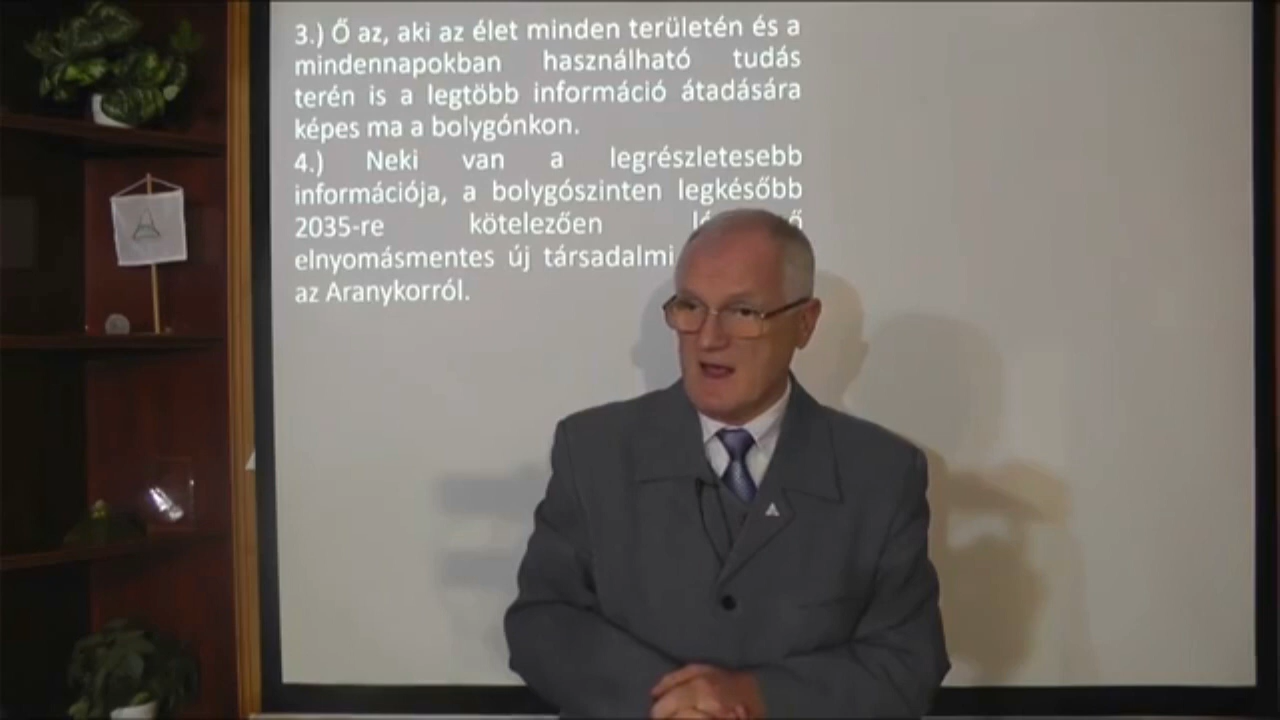 3.) Ő az, aki az élet minden területén és a
mindennapokban használható tudás
terén is a legtöbb információ átadására
képes ma a bolygónkon.
4.) Neki van a legrészletesebb
információja, a bolygószinten legkésőbb
2035-re kötelezően
elnyomásmentes új társadalmi
az Aranykorról.